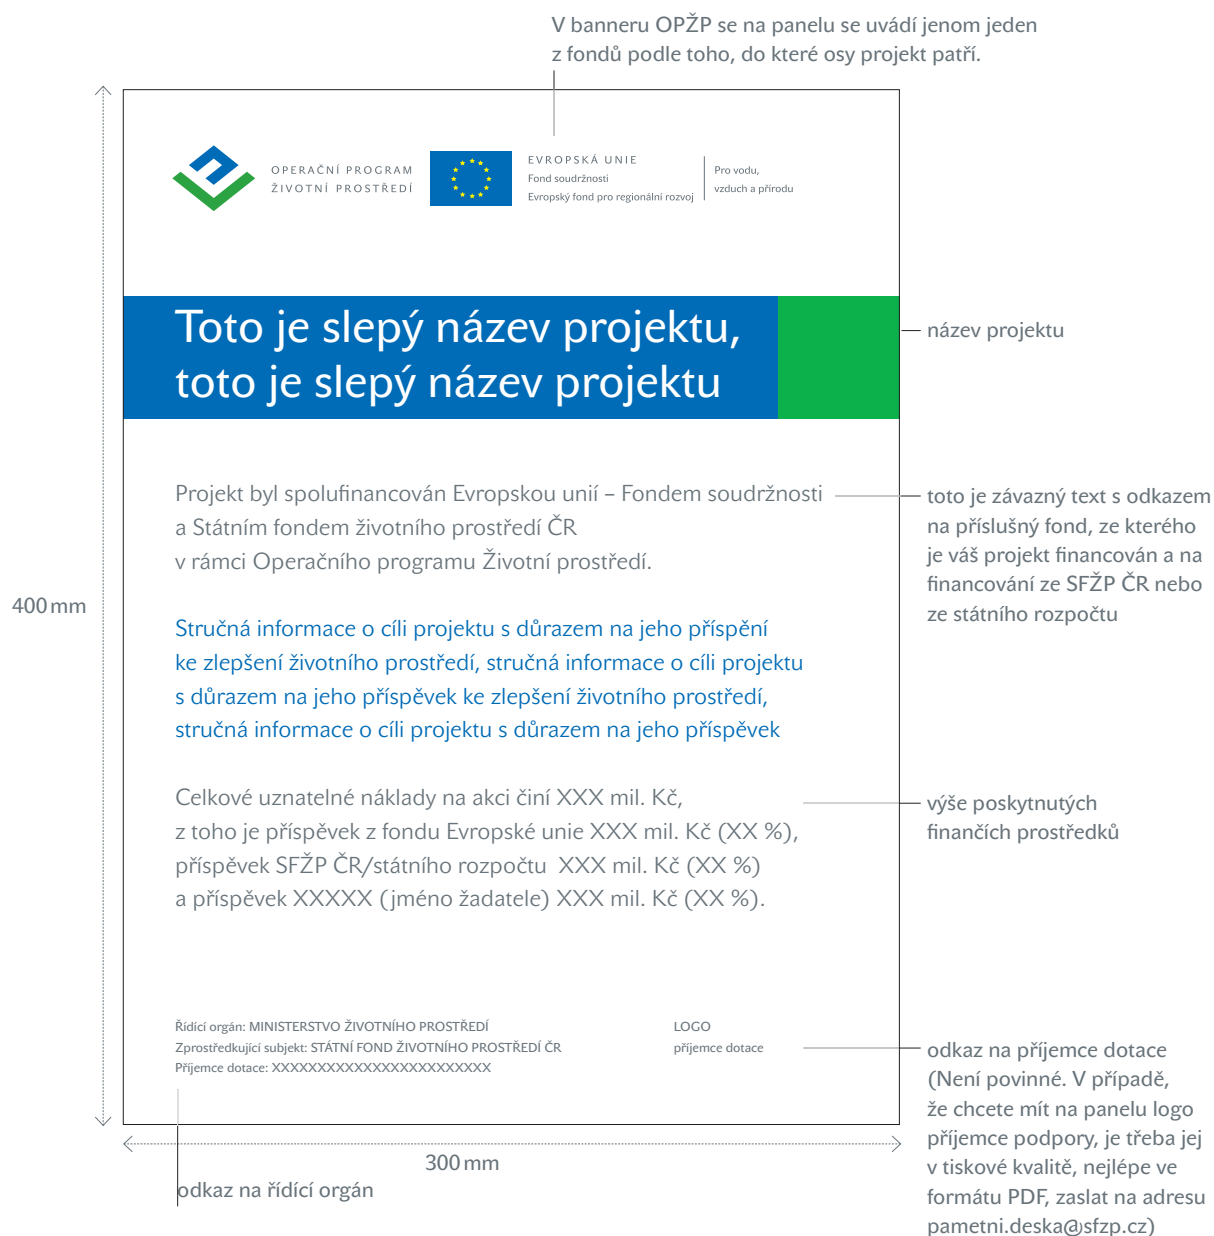 V banneru OPŽP se na panelu se uvádí jenom jeden
z fondů podle toho, do které osy projekt patří.
OPERAČNÍ PROGRAM
ŽIVOTNÍ PROSTŘEDÍ
EVROPSKÁ UNIE
Fond soudržnosti
Evropský fond pro regionální rozvoj
Pro vodu,
vzduch a přírodu
Toto je slepý název projektu,
toto je slepý název projektu
název projektu
Projekt byl spolufinancován Evropskou unií – Fondem soudržnosti
a Státním fondem životního prostředí ČR
v rámci Operačního programu Životní prostředí.
toto je závazný text s odkazem
na příslušný fond, ze kterého
je váš projekt financován a na
financování ze SFŽP ČR nebo
ze státního rozpočtu
400 mm
Stručná informace o cíli projektu s důrazem na jeho příspění
ke zlepšení životního prostředí, stručná informace o cíli projektu
s důrazem na jeho příspěvek ke zlepšení životního prostředí,
stručná informace o cíli projektu s důrazem na jeho příspěvek
Celkové uznatelné náklady na akci činí XXX mil. Kč,
z toho je příspěvek z fondu Evropské unie XXX mil. Kč (XX %),
příspěvek SFŽP ČR/státního rozpočtu  XXX mil. Kč (XX %)
a příspěvek XXXXX (jméno žadatele) XXX mil. Kč (XX %).
výše poskytnutých
finančích prostředků
Řídící orgán: MINISTERSTVO ŽIVOTNÍHO PROSTŘEDÍ
Zprostředkující subjekt: STÁTNÍ FOND ŽIVOTNÍHO PROSTŘEDÍ ČR
Příjemce dotace: XXXXXXXXXXXXXXXXXXXXXXXX
LOGO
příjemce dotace
odkaz na příjemce dotace
(Není povinné. V případě,
že chcete mít na panelu logo
příjemce podpory, je třeba jej
v tiskové kvalitě, nejlépe ve
formátu PDF, zaslat na adresu
pametni.deska@sfzp.cz)
300 mm
odkaz na řídící orgán